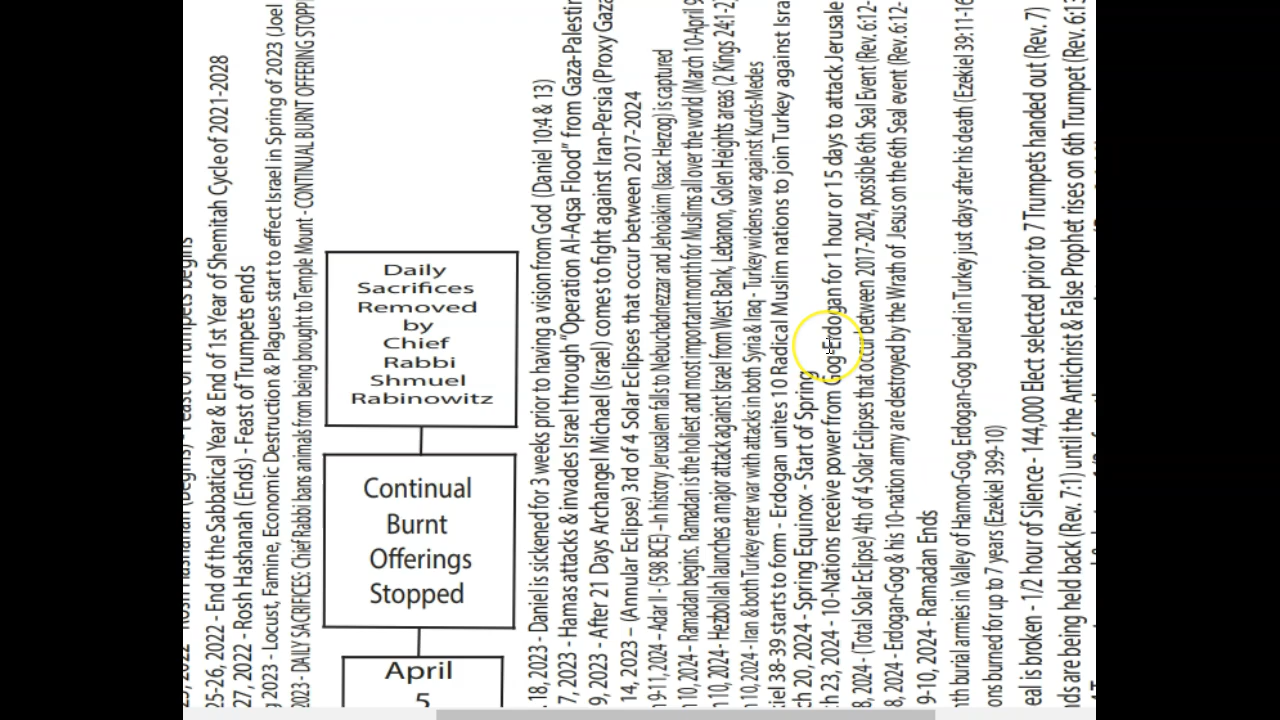 25-26, 2022 - End of the Sabbatical Year & End of 1st Year of Shemitah Cycle of 2021-2028
27, 2022 - Rosh Hashanah (Ends) - Feast of Trumpets ends
2023 - Locust, Famine, Economic Destruction & Plagues start to effect Israel in Spring of 2023 (Joel
2023 - DAILY SACRIFICES: Chief Rabbi bans animals from being brought to Temple Mount - CONTINUAL BURNT OFFERING STOPP
Daily
Sacrifices
Removed
by
Chief
Rabbi
Shmuel
Rabinowitz
Continual
Burnt
Offerings
Stopped
April
5
18, 2023 - Daniel is sickened for 3 weeks prior to having a vision from God (Daniel 10:4 & 13)
7, 2023 - Hamas attacks & invades Israel through "Operation Al-Aqsa Flood" from Gaza-Palestin
9, 2023 - After 21 Days Archangel Michael (Israel) comes to fight against Iran-Persia (Proxy Gaza
14, 2023 – (Annular Eclipse) 3rd of 4 Solar Eclipses that occur between 2017-2024
9-11, 2024 – Adar II - (598 BCE) – In history Jerusalem falls to Nebuchadnezzar and Jehoiakim (Isaac Herzog) is captured
10, 2024 – Ramadan begins, Ramadan is the holiest and most important month for Muslims all over the world (March 10-April 9
10, 2024 - Hezbollah launches a major attack against Israel from West Bank, Lebanon, Golen Heights areas (2 Kings 24:1-2
10, 2024 - Iran & both Turkey enter war with attacks in both Syria & Iraq - Turkey widens war against Kurds-Medes
iel 38-39 starts to form - Erdogan unites 10 Radical Muslim nations to join Turkey against Isra
ch 20, 2024 - Spring Equinox - Start of Spring
ch 23, 2024 - 10-Nations receive power from Gog-Erdogan for 1 hour or 15 days to attack Jerusale
8, 2024 - (Total Solar Eclipse) 4th of 4 Solar Eclipses that occur between 2017-2024, possible 6th Seal Event (Rev. 6:12-
8, 2024 - Erdogan-Gog & his 10-nation army are destroyed by the Wrath of Jesus on the 6th Seal event (Rev. 6:12-
9-10, 2024 - Ramadan Ends
nth burial armies in Valley of Hamon-Gog, Erdogan-Gog buried in Turkey just days after his death (Ezekiel 39:11-16
ons burned for up to 7 years (Ezekiel 39:9-10)
eal is broken - 1/2 hour of Silence - 144,000 Elect selected prior to 7 Trumpets handed out (Rev. 7)
nds are being held back (Rev. 7:1) until the Antichrist & False Prophet rises on 6th Trumpet (Rev. 6:13